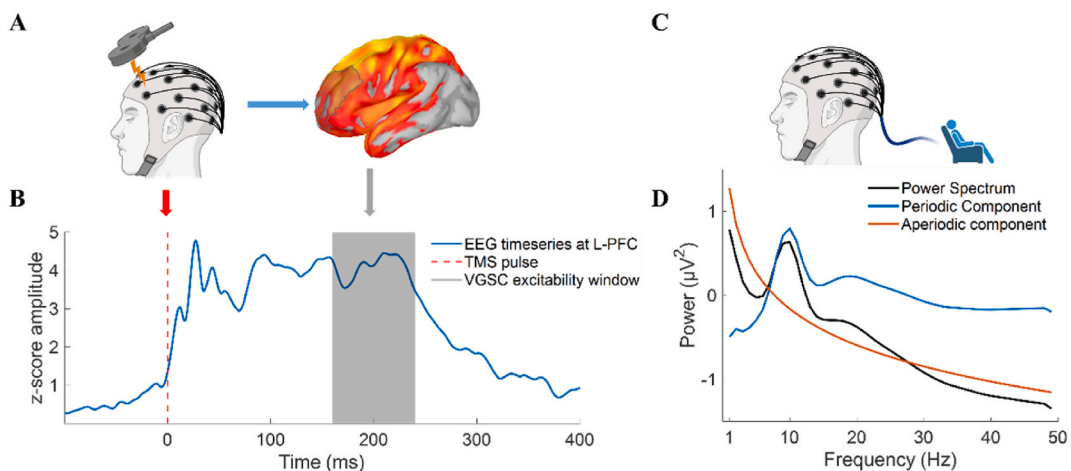 A
C
B
5
4
3
2
1
z-score amplitude
EEG timeseries at L-PFC
TMS pulse
VGSC excitability window
0
100
200
300
400
Time (ms)
D
1
0
-1
Power (µV²)
Power Spectrum
Periodic Component
Aperiodic component
1
10
20
30
40
50
Frequency (Hz)